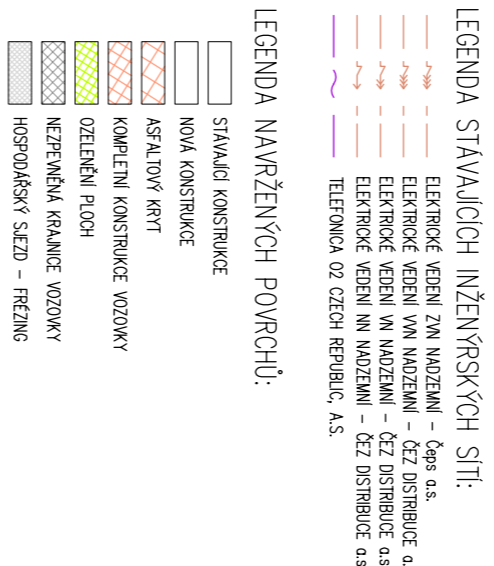 LEGENDA STÁVAJÍCÍCH INŽENÝRSKÝCH SÍTÍ:
ELEKTRICKÉ VEDENÍ ZVN NADZEMNÍ – Čeps a.s.
ELEKTRICKÉ VEDENÍ VVN NADZEMNÍ – ČEZ DISTRIBUCE a.
ELEKTRICKÉ VEDENÍ VN NADZEMNÍ – ČEZ DISTRIBUCE a.s
ELEKTRICKÉ VEDENÍ NN NADZEMNÍ – ČEZ DISTRIBUCE a.s
TELEFONICA O2 CZECH REPUBLIC, A.S.
LEGENDA NAVRŽENÝCH POVRCHŮ:
STÁVAJÍCÍ KONSTRUKCE
NOVÁ KONSTRUKCE
ASFALTOVÝ KRYT
KOMPLETNÍ KONSTRUKCE VOZOVKY
OZELENĚNÍ PLOCH
NEZPEVNĚNÁ KRAJNICE VOZOVKY
HOSPODÁŘSKÝ SJEZD – FRÉZING